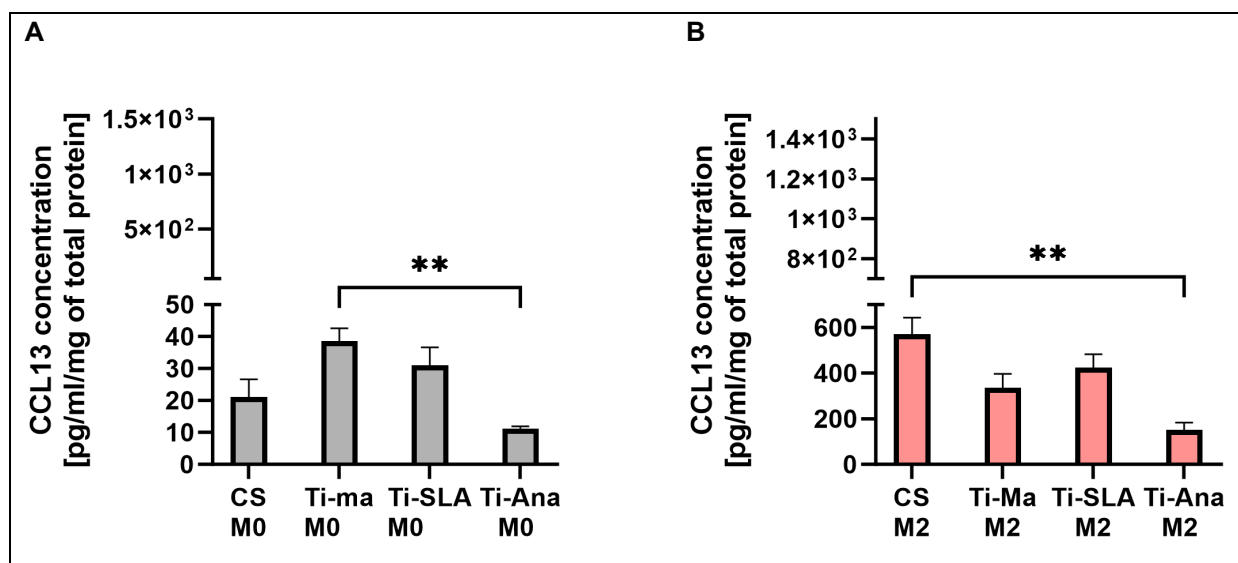 A
CCL13 concentration
[pg/ml/mg of total protein]
1.5×10³
1×10³
5×10²
50
40
30
20
10
0
**
CS
M0
Ti-ma
M0
Ti-SLA
M0
Ti-Ana
M0
B
CCL13 concentration
[pg/ml/mg of total protein]
1.4×10³
1.2×10³
1×10³
8×10²
600
400
200
0
**
CS
M2
Ti-Ma
M2
Ti-SLA
M2
Ti-Ana
M2